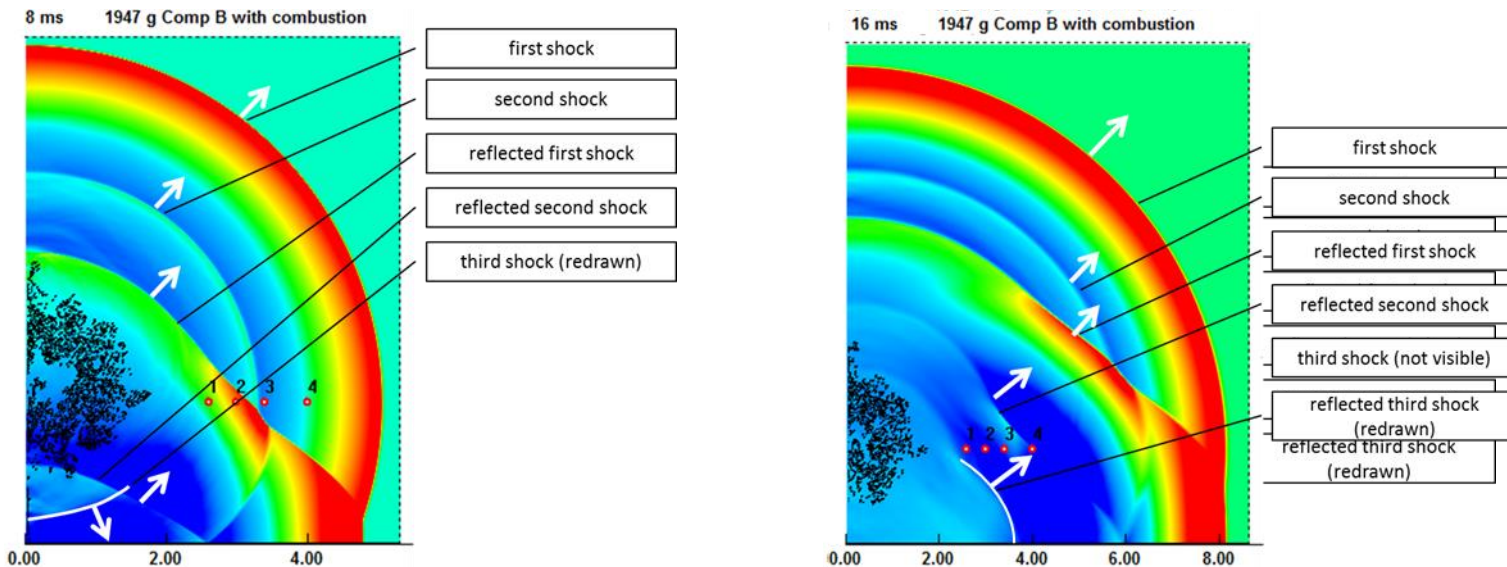 8 ms 1947 g Comp B with combustion
first shock
second shock
reflected first shock
reflected second shock
third shock (redrawn)
1 2 3 4
0.00 2.00 4.00
16 ms 1947 g Comp B with combustion
first shock
second shock
reflected first shock
reflected second shock
third shock (not visible)
reflected third shock
(redrawn)
reflected third shock
(redrawn)
1 2 3 4
0.00 2.00 4.00 6.00 8.00